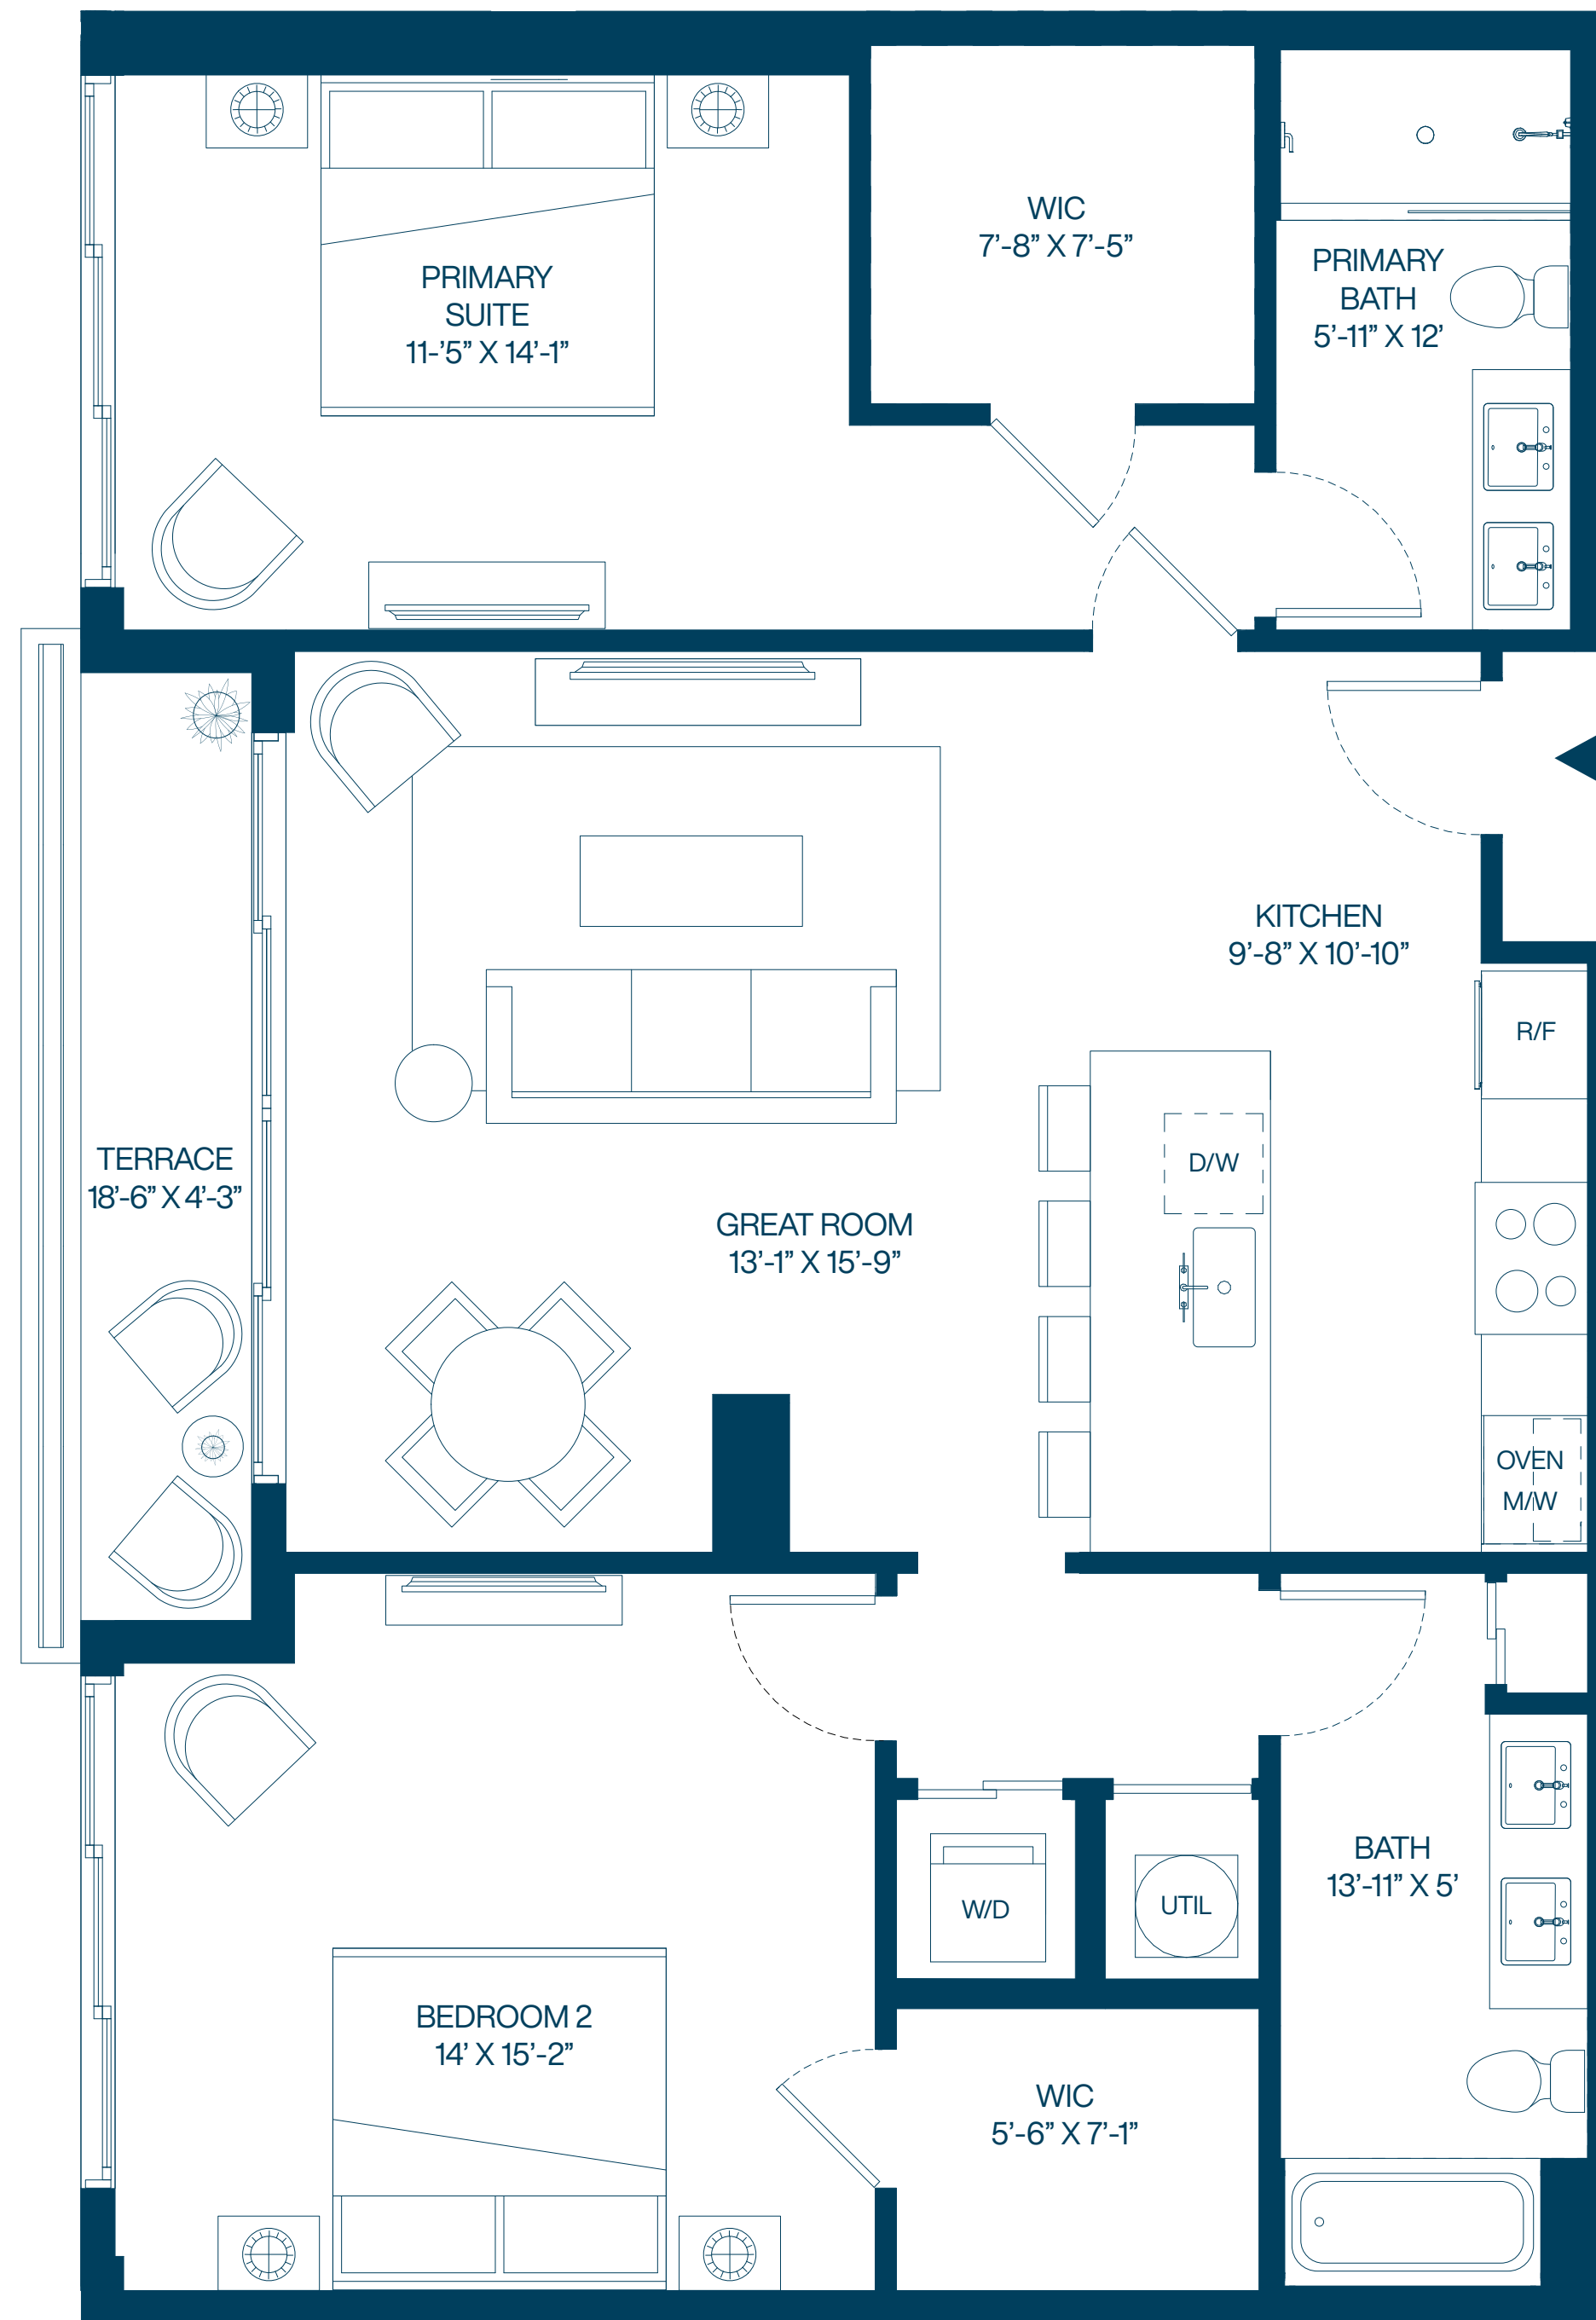 WIC
7’-8” X 7’-5”
PRIMARY
BATH
5’-11” X 12’
PRIMARY
SUITE
11-’5” X 14’-1”
KITCHEN
9’-8” X 10’-10”
R/F
D/W
TERRACE
18’-6” X 4’-3”
GREAT ROOM
13’-1” X 15’-9”
OVEN
M/W
BATH
13’-11” X 5’
W/D
UTIL
BEDROOM 2
14’ X 15’-2”
WIC
5’-6” X 7’-1”